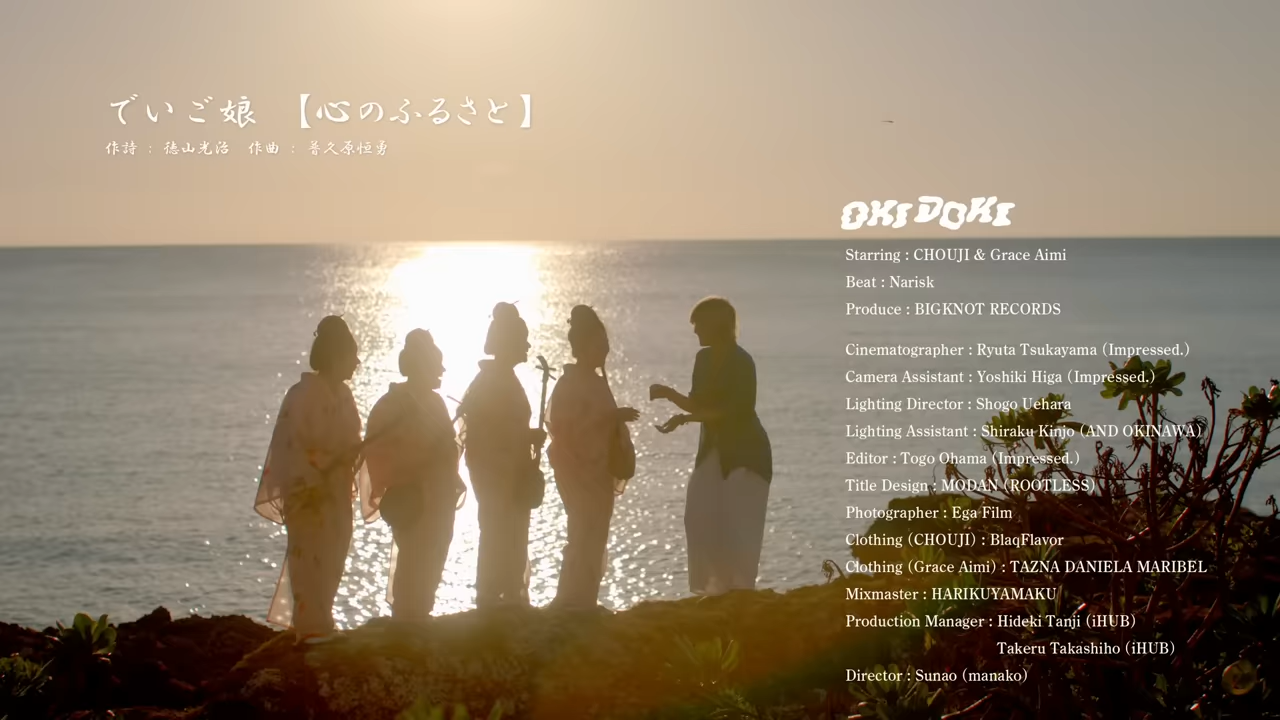 でいご娘 【心のふるさと】
作詩 : 徳山光治 作曲 : 普久原恒勇
OKI DOKI
Starring : CHOUJI & Grace Aimi
Beat : Narisk
Produce : BIGKNOT RECORDS
Cinematographer : Ryuta Tsukayama (Impressed.)
Camera Assistant : Yoshiki Higa (Impressed.)
Lighting Director : Shogo Uehara
Lighting Assistant : Shiraku Kinjo (AND OKINAWA)
Editor : Togo Ohama (Impressed.)
Title Design : MODAN (ROOTLESS)
Photographer : Ega Film
Clothing (CHOUJI) : BlaqFlavor
Clothing (Grace Aimi) : TAZNA DANIELA MARIBEL
Mixmaster : HARIKUYAMAKU
Production Manager : Hideki Tanji (iHUB)
Takeru Takashiho (iHUB)
Director : Sunao (manako)